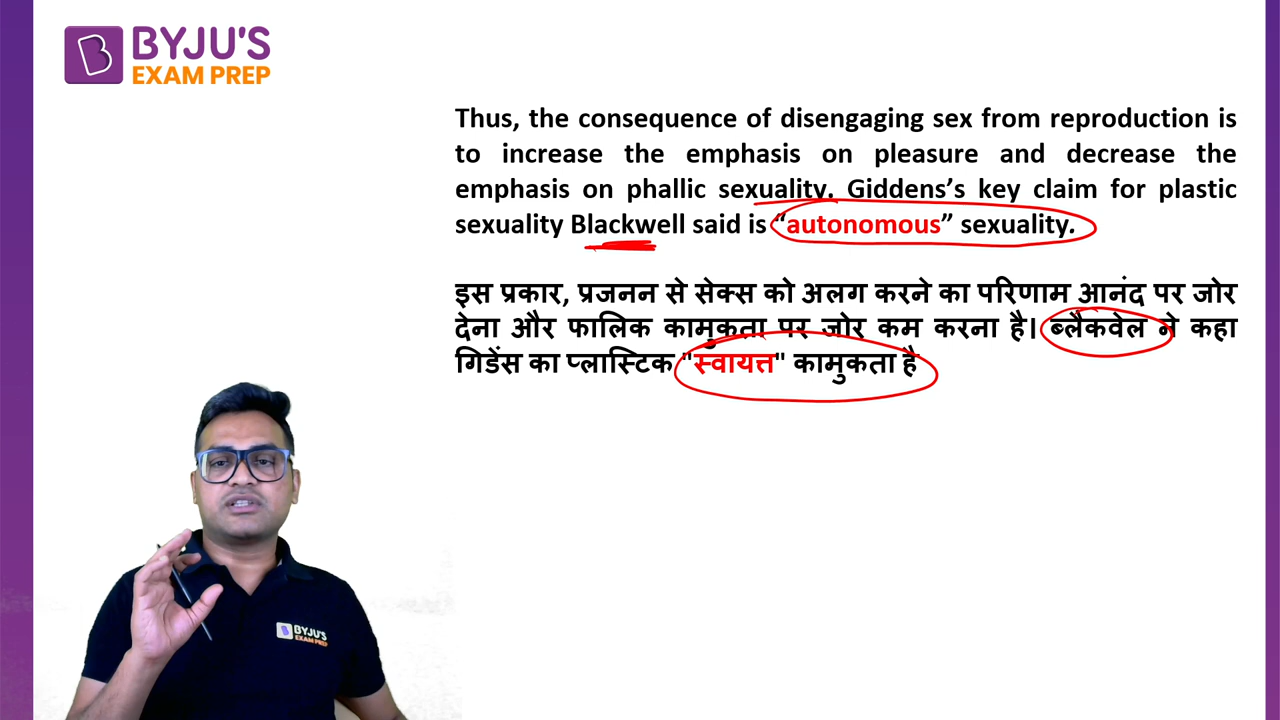 BYJU'S
EXAM PREP
Thus, the consequence of disengaging sex from reproduction is
to increase the emphasis on pleasure and decrease the
emphasis on phallic sexuality. Giddens's key claim for plastic
sexuality Blackwell said is “autonomous” sexuality.
इस प्रकार, प्रजनन से सेक्स को अलग करने का परिणाम आनंद पर जोर
देना और फालिक कामुकता पर जोर कम करना है। ब्लैकवेल ने कहा
गिडेंस का प्लास्टिक "स्वायत्त" कामुकता है
BYJU'S
EXAM PREP